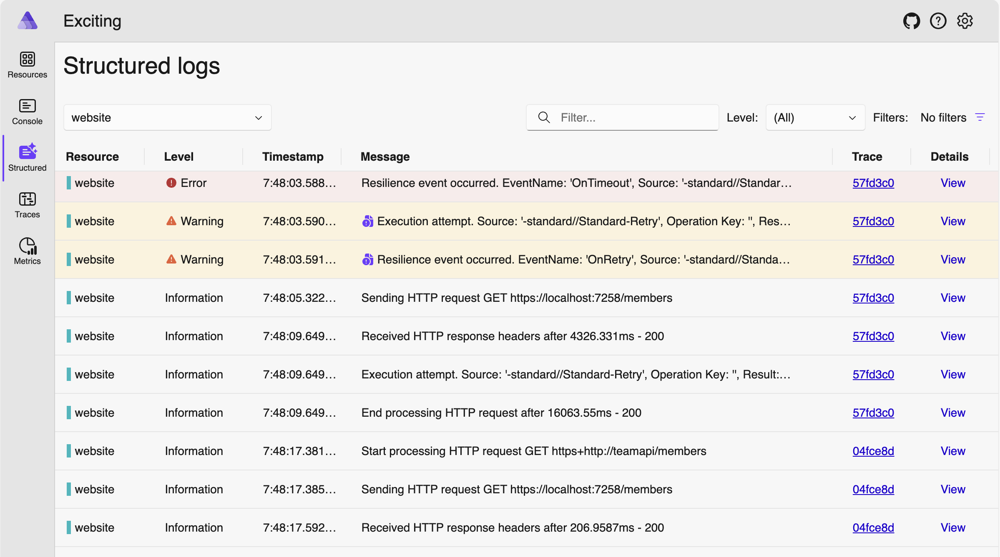 Exciting
Resources
Console
Structured
Traces
Metrics
Structured logs
website Filter... Level: (All) Filters: No filters
Resource Level Timestamp Message Trace Details
website Error 7:48:03.588... Resilience event occurred. EventName: 'OnTimeout', Source: '-standard//Standar... 57fd3c0 View
website Warning 7:48:03.590... Execution attempt. Source: '-standard//Standard-Retry', Operation Key: '', Res... 57fd3c0 View
website Warning 7:48:03.591... Resilience event occurred. EventName: 'OnRetry', Source: '-standard//Standa... 57fd3c0 View
website Information 7:48:05.322... Sending HTTP request GET https://localhost:7258/members 57fd3c0 View
website Information 7:48:09.649... Received HTTP response headers after 4326.331ms - 200 57fd3c0 View
website Information 7:48:09.649... Execution attempt. Source: '-standard//Standard-Retry', Operation Key: '', Result:... 57fd3c0 View
website Information 7:48:09.649... End processing HTTP request after 16063.55ms - 200 57fd3c0 View
website Information 7:48:17.381... Start processing HTTP request GET https+http://teamapi/members 04fce8d View
website Information 7:48:17.385... Sending HTTP request GET https://localhost:7258/members 04fce8d View
website Information 7:48:17.592... Received HTTP response headers after 206.9587ms - 200 04fce8d View